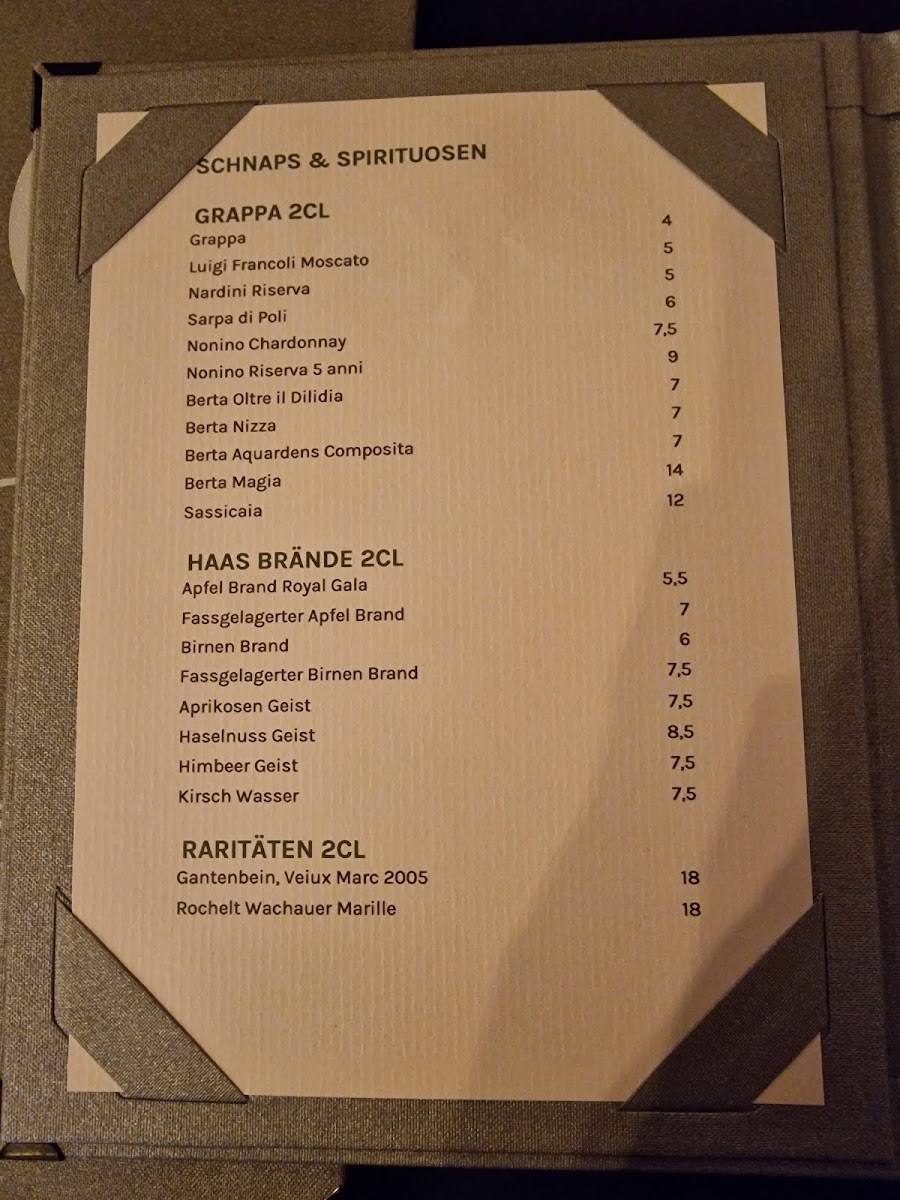 SCHNAPS & SPIRITUOSEN
GRAPPA 2CL
Grappa 4
Luigi Francoli Moscato 5
Nardini Riserva 5
Sarpa di Poli 6
Nonino Chardonnay 7,5
Nonino Riserva 5 anni 9
Berta Oltre il Dilidia 7
Berta Nizza 7
Berta Aquardens Composita 7
Berta Magia 14
Sassicaia 12
HAAS BRÄNDE 2CL
Apfel Brand Royal Gala 5,5
Fassgelagerter Apfel Brand 7
Birnen Brand 6
Fassgelagerter Birnen Brand 7,5
Aprikosen Geist 7,5
Haselnuss Geist 8,5
Himbeer Geist 7,5
Kirsch Wasser 7,5
RARITÄTEN 2CL
Gantenbein, Veiux Marc 2005 18
Rochelt Wachauer Marille 18